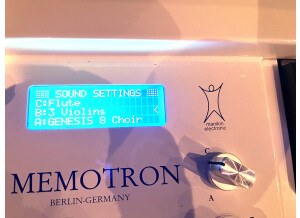 SOUND SETTINGS
C:Flute
B:3 Violins
A:GENESIS 8 Choir
manikin
electronic
C
A
MEMOTRON
BERLIN-GERMANY